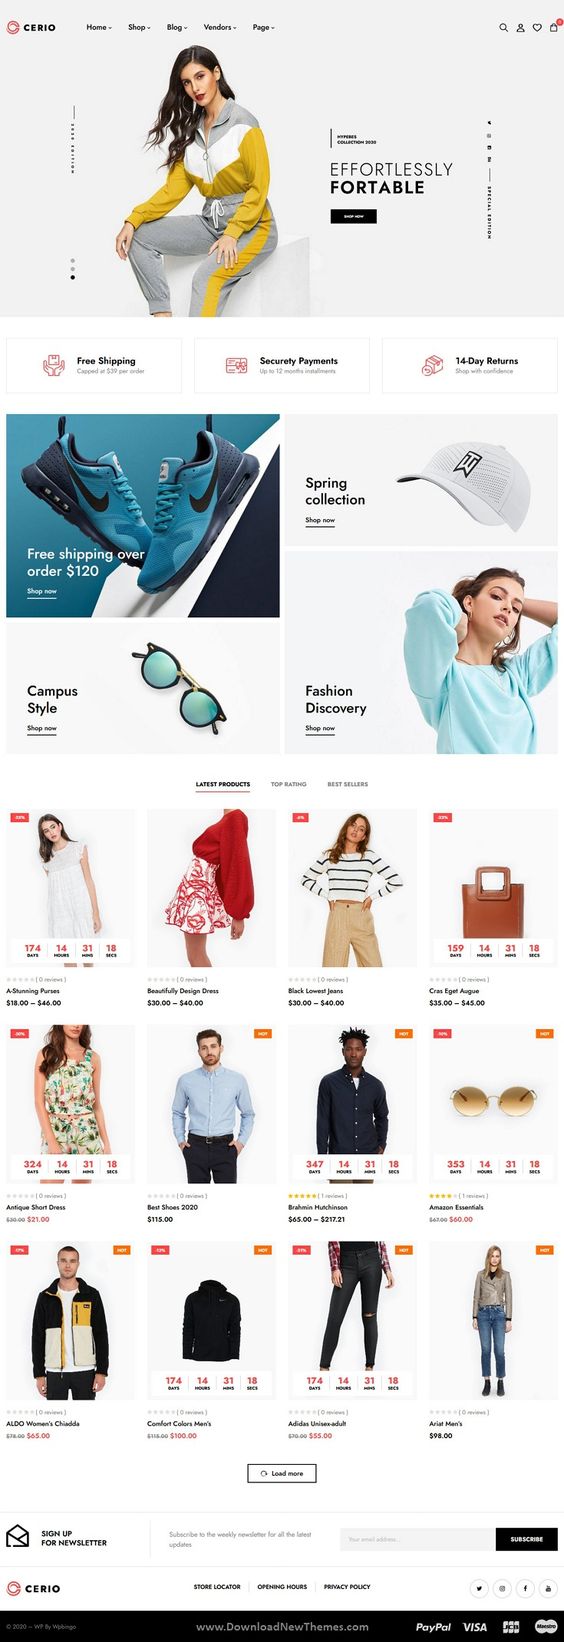 CERIO
Home
Shop
Blog
Vendors
Page
0
2020 EDITION
HYPERES
COLLECTION 2020
EFFORTLESSLY
FORTABLE
SHOP NOW
SPECIAL EDITION
Free Shipping
Capped at $39 per order
Securety Payments
Up to 12 months installments
14-Day Returns
Shop with confidence
Free shipping over
order $120
Shop now
Spring
collection
Shop now
Campus
Style
Shop now
Fashion
Discovery
Shop now
LATEST PRODUCTS TOP RATING BEST SELLERS
174 14 31 18
DAYS HOURS MINS SECS
( 0 reviews )
A-Stunning Purses
$18.00 – $46.00
( 0 reviews )
Beautifully Design Dress
$30.00 – $40.00
( 0 reviews )
Black Lowest Jeans
$30.00 – $40.00
159 14 31 18
DAYS HOURS MINS SECS
( 0 reviews )
Cras Eget Augue
$35.00 – $45.00
324 14 31 18
DAYS HOURS MINS SECS
( 0 reviews )
Antique Short Dress
$30.00 $21.00
HOT
( 0 reviews )
Best Shoes 2020
$115.00
HOT
347 14 31 18
DAYS HOURS MINS SECS
( 1 reviews )
Brahmin Hutchinson
$65.00 – $217.21
-10% HOT
353 14 31 18
DAYS HOURS MINS SECS
( 1 reviews )
Amazon Essentials
$67.00 $60.00
-17% HOT
( 0 reviews )
ALDO Women's Chiadda
$78.00 $65.00
-13%
174 14 31 18
DAYS HOURS MINS SECS
( 0 reviews )
Comfort Colors Men's
$115.00 $100.00
-21% HOT
174 14 31 18
DAYS HOURS MINS SECS
( 0 reviews )
Adidas Unisex-adult
$70.00 $55.00
HOT
( 0 reviews )
Ariat Men's
$98.00
Load more
SIGN UP
FOR NEWSLETTER
Subscribe to the weekly newsletter for all the latest
updates
Your email address...
SUBSCRIBE
CERIO
STORE LOCATOR OPENING HOURS PRIVACY POLICY
© 2020 – WP By Wpbingo
www.DownloadNewThemes.com
PayPal VISA JCB Maestro